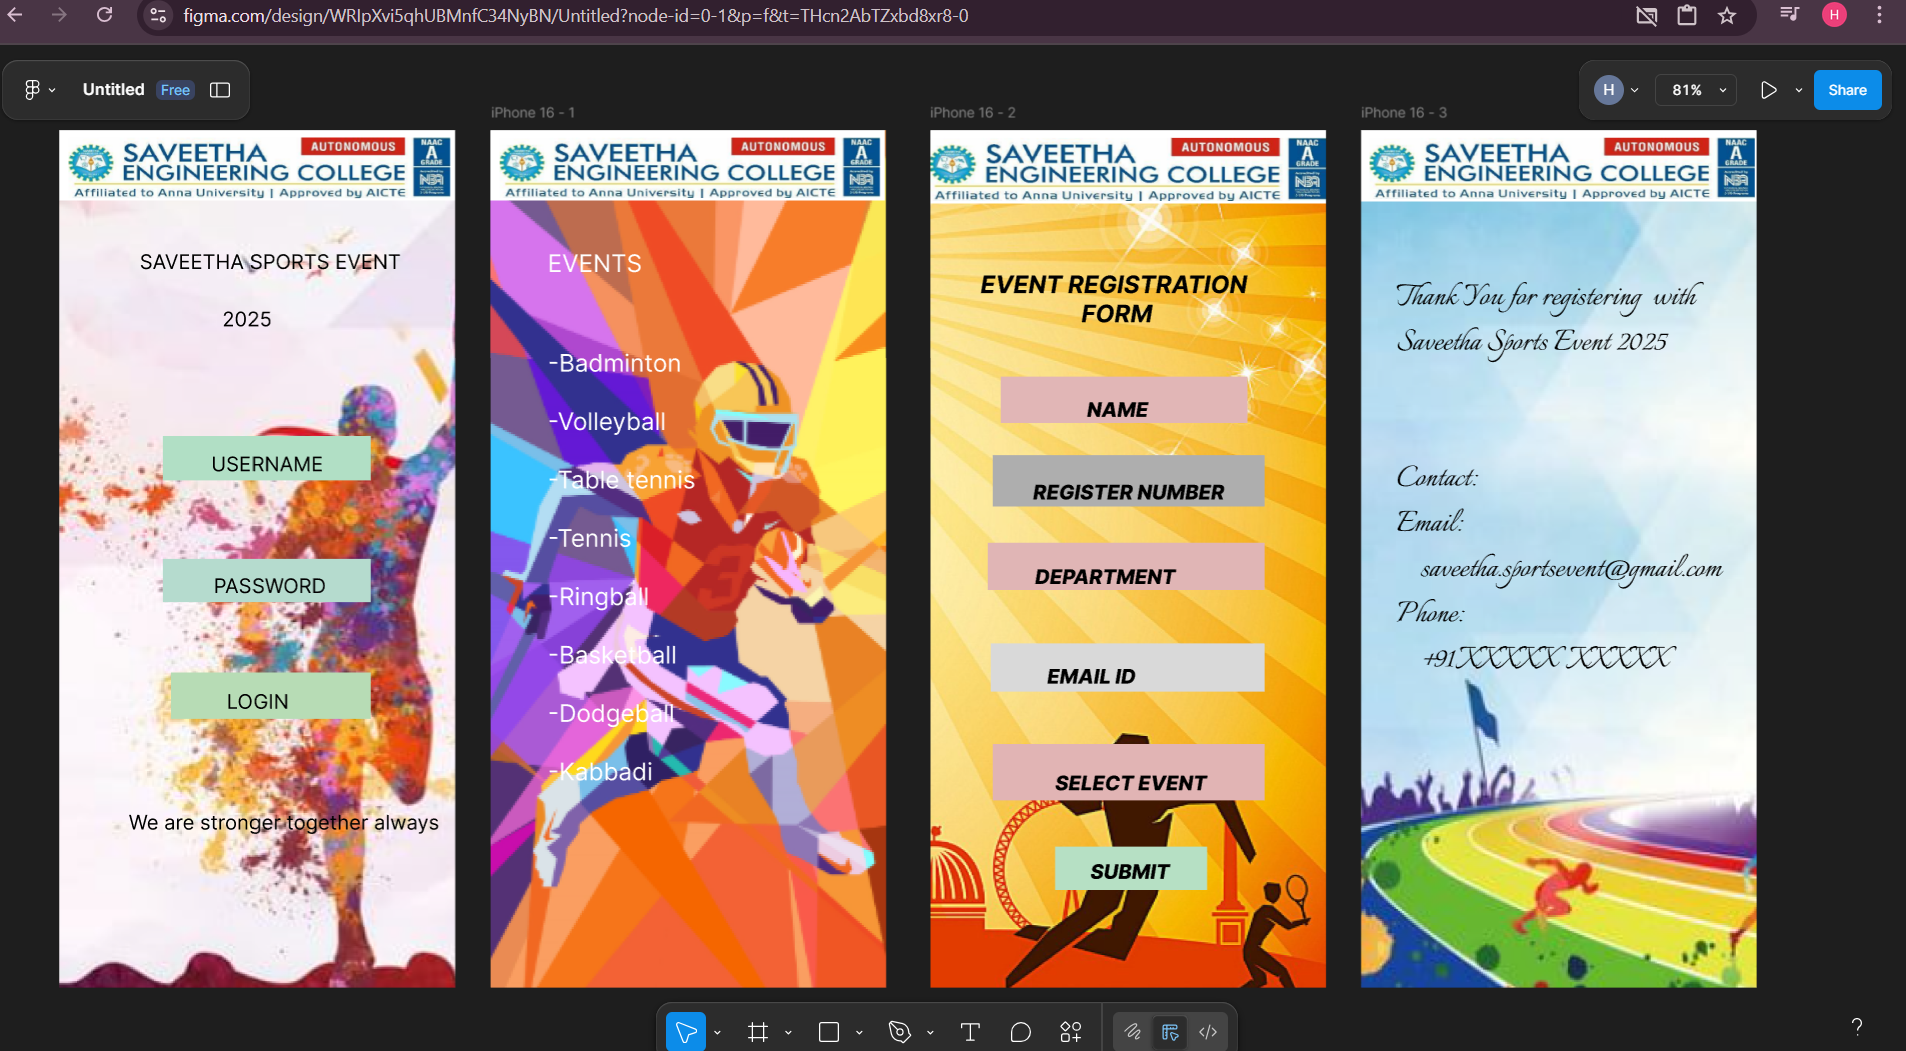 figma.com/design/WRIpXvi5qhUBMnfC34NyBN/Untitled?node-id=0-1&p=f&t=THcn2AbTZxbd8xr8-0
H
Untitled Free
H 81% Share
SAVEETHA
ENGINEERING COLLEGE
AUTONOMOUS
NAAC
A
GRADE
NBA
Affiliated to Anna University | Approved by AICTE
SAVEETHA SPORTS EVENT
2025
USERNAME
PASSWORD
LOGIN
We are stronger together always
iPhone 16 - 1
SAVEETHA
ENGINEERING COLLEGE
AUTONOMOUS
NAAC
A
GRADE
NBA
Affiliated to Anna University | Approved by AICTE
EVENTS
-Badminton
-Volleyball
-Table tennis
-Tennis
-Ringball
-Basketball
-Dodgeball
-Kabbadi
3
iPhone 16 - 2
SAVEETHA
ENGINEERING COLLEGE
AUTONOMOUS
NAAC
A
GRADE
NBA
Affiliated to Anna University | Approved by AICTE
EVENT REGISTRATION
FORM
NAME
REGISTER NUMBER
DEPARTMENT
EMAIL ID
SELECT EVENT
SUBMIT
iPhone 16 - 3
SAVEETHA
ENGINEERING COLLEGE
AUTONOMOUS
NAAC
A
GRADE
NBA
Affiliated to Anna University | Approved by AICTE
Thank You for registering with
Saveetha Sports Event 2025
Contact:
Email:
saveetha.sportsevent@gmail.com
Phone:
+91XXXXX XXXXX
?